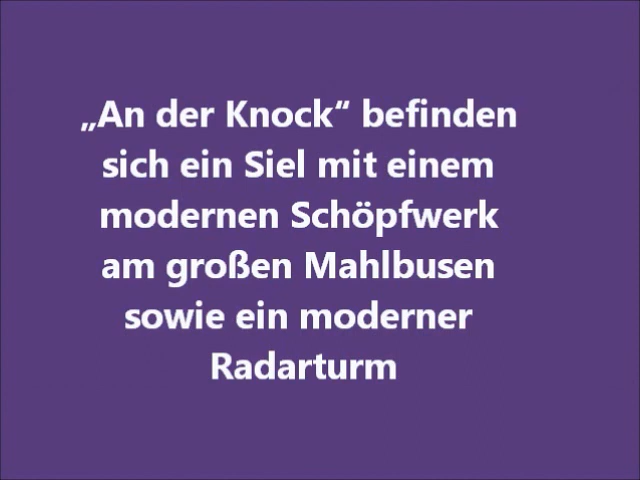 „An der Knock“ befinden
sich ein Siel mit einem
modernen Schöpfwerk
am großen Mahlbusen
sowie ein moderner
Radarturm